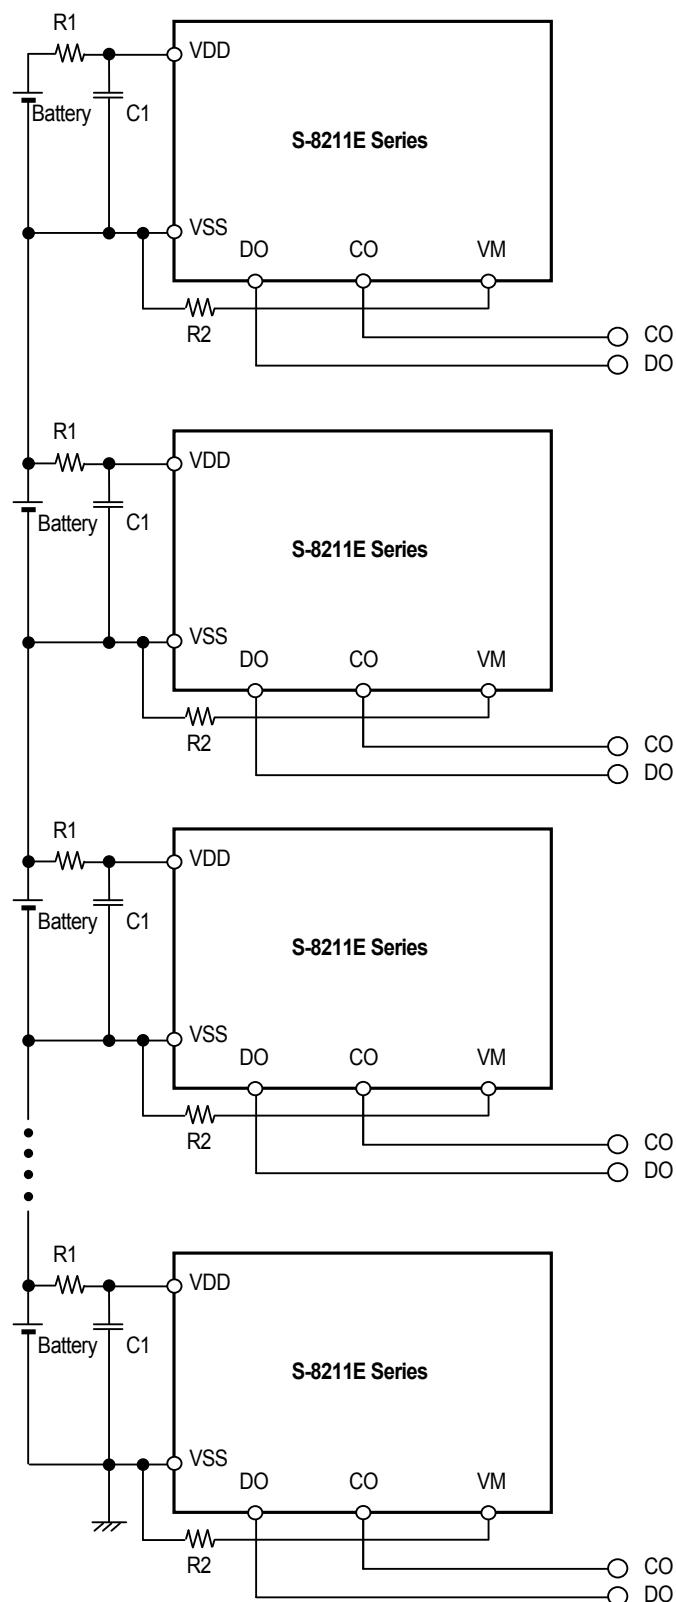 R1
VDD
Battery
C1
S-8211E Series
VSS
DO
CO
VM
R2
CO
DO
R1
VDD
Battery
C1
S-8211E Series
VSS
DO
CO
VM
R2
CO
DO
R1
VDD
Battery
C1
S-8211E Series
VSS
DO
CO
VM
R2
CO
DO
R1
VDD
Battery
C1
S-8211E Series
VSS
DO
CO
VM
R2
CO
DO